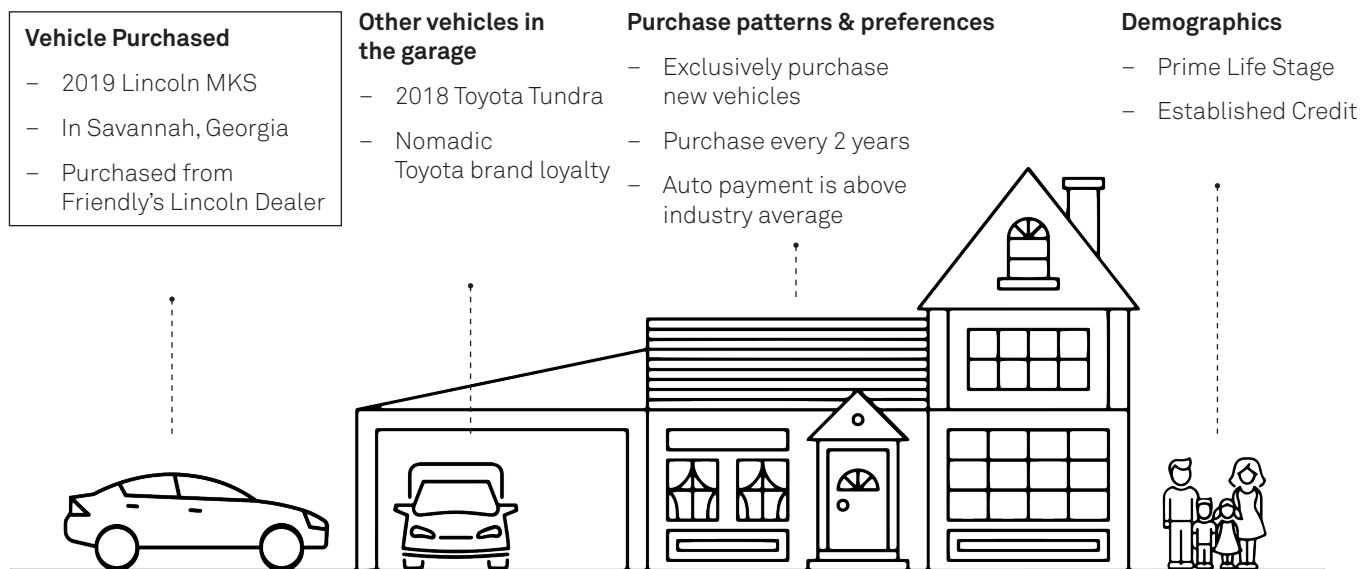 Vehicle Purchased
– 2019 Lincoln MKS
– In Savannah, Georgia
– Purchased from
Friendly's Lincoln Dealer
Other vehicles in
the garage
– 2018 Toyota Tundra
– Nomadic
Toyota brand loyalty
Purchase patterns & preferences
– Exclusively purchase
new vehicles
– Purchase every 2 years
– Auto payment is above
industry average
Demographics
– Prime Life Stage
– Established Credit